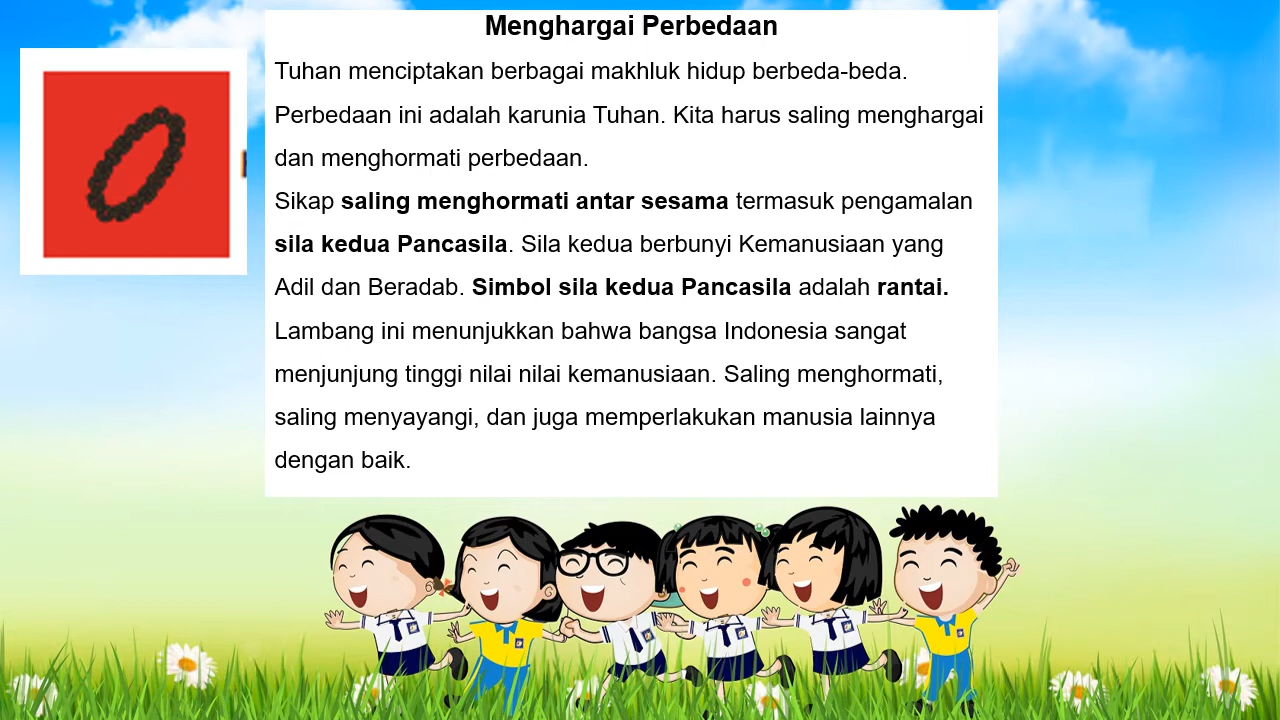 Menghargai Perbedaan
Tuhan menciptakan berbagai makhluk hidup berbeda-beda.
Perbedaan ini adalah karunia Tuhan. Kita harus saling menghargai
dan menghormati perbedaan.
Sikap saling menghormati antar sesama termasuk pengamalan
sila kedua Pancasila. Sila kedua berbunyi Kemanusiaan yang
Adil dan Beradab. Simbol sila kedua Pancasila adalah rantai.
Lambang ini menunjukkan bahwa bangsa Indonesia sangat
menjunjung tinggi nilai nilai kemanusiaan. Saling menghormati,
saling menyayangi, dan juga memperlakukan manusia lainnya
dengan baik.